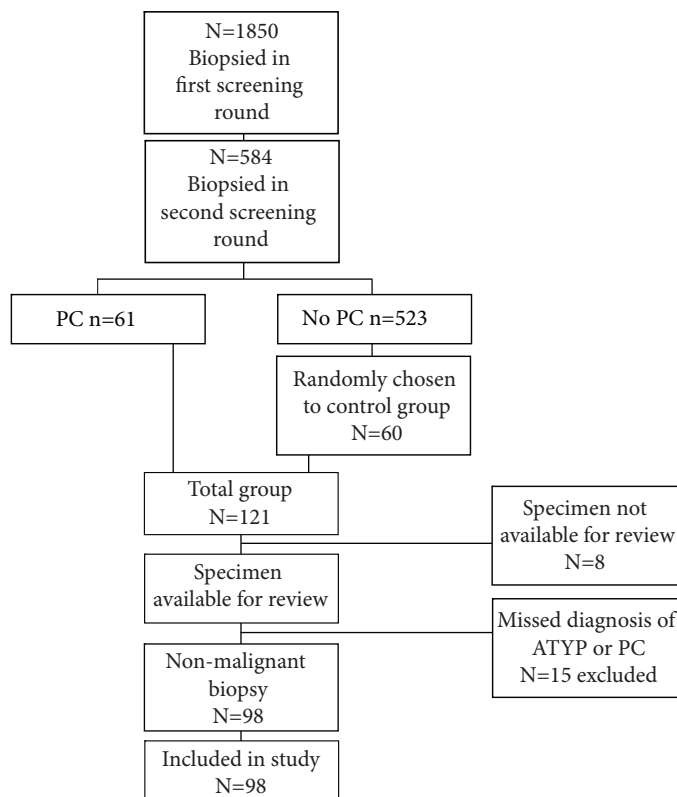 N=1850
Biopsied in
first screening
round
N=584
Biopsied in
second screening
round
PC n=61
No PC n=523
Randomly chosen
to control group
N=60
Total group
N=121
Specimen not
available for review
N=8
Specimen
available for review
Missed diagnosis of
ATYP or PC
N=15 excluded
Non-malignant
biopsy
N=98
Included in study
N=98